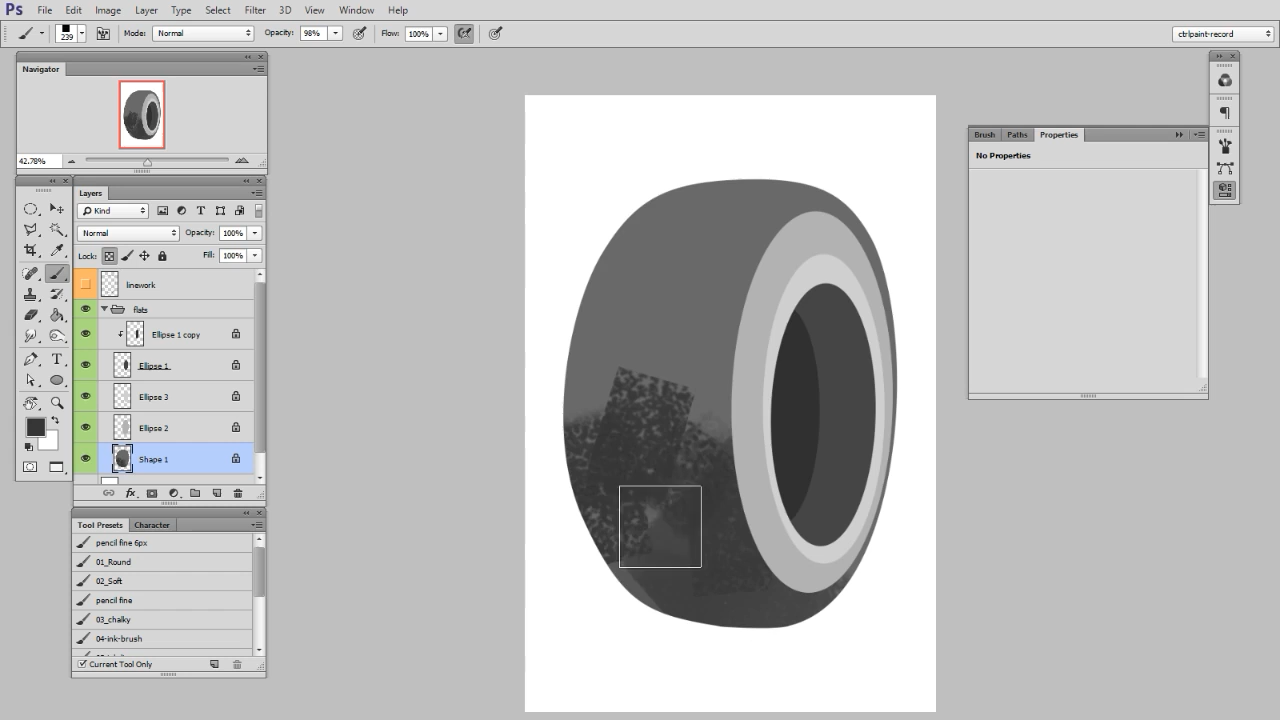 Ps File Edit Image Layer Type Select Filter 3D View Window Help
239 Mode: Normal Opacity: 98% Flow: 100% ctrlpaint-record
Navigator
42.78%
Layers
Kind
Normal Opacity: 100%
Lock: Fill: 100%
linework
flats
Ellipse 1 copy
Ellipse 1
Ellipse 3
Ellipse 2
Shape 1
fx
Tool Presets Character
pencil fine 6px
01_Round
02_Soft
pencil fine
03_chalky
04-ink-brush
Current Tool Only
Brush Paths Properties
No Properties